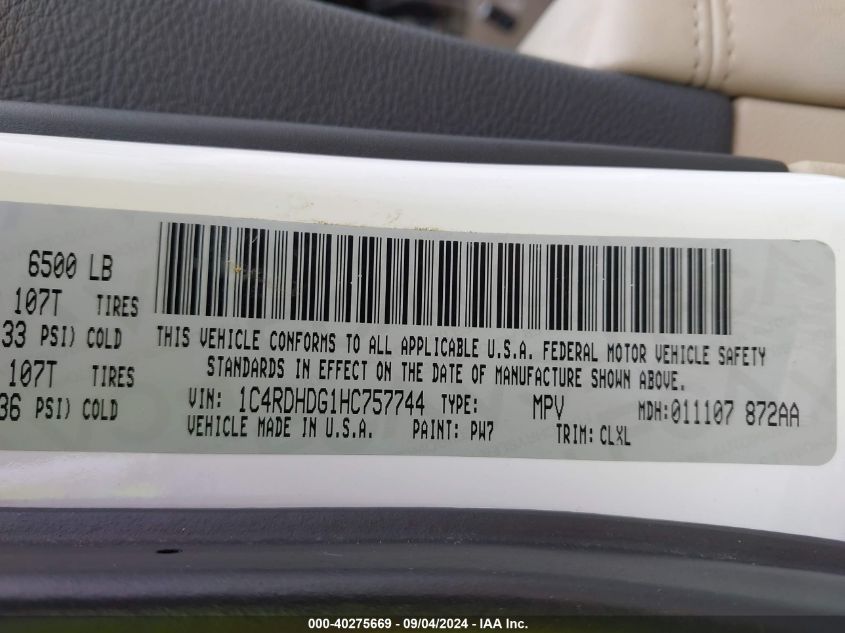 6500 LB
107T TIRES
33 PSI) COLD
107T TIRES
36 PSI) COLD
THIS VEHICLE CONFORMS TO ALL APPLICABLE U.S.A. FEDERAL MOTOR VEHICLE SAFETY
STANDARDS IN EFFECT ON THE DATE OF MANUFACTURE SHOWN ABOVE.
VIN: 1C4RDHDG1HC757744 TYPE: MPV MDH:011107 872AA
VEHICLE MADE IN U.S.A. PAINT: PW7 TRIM: CLXL
000-40275669 - 09/04/2024 - IAA Inc.